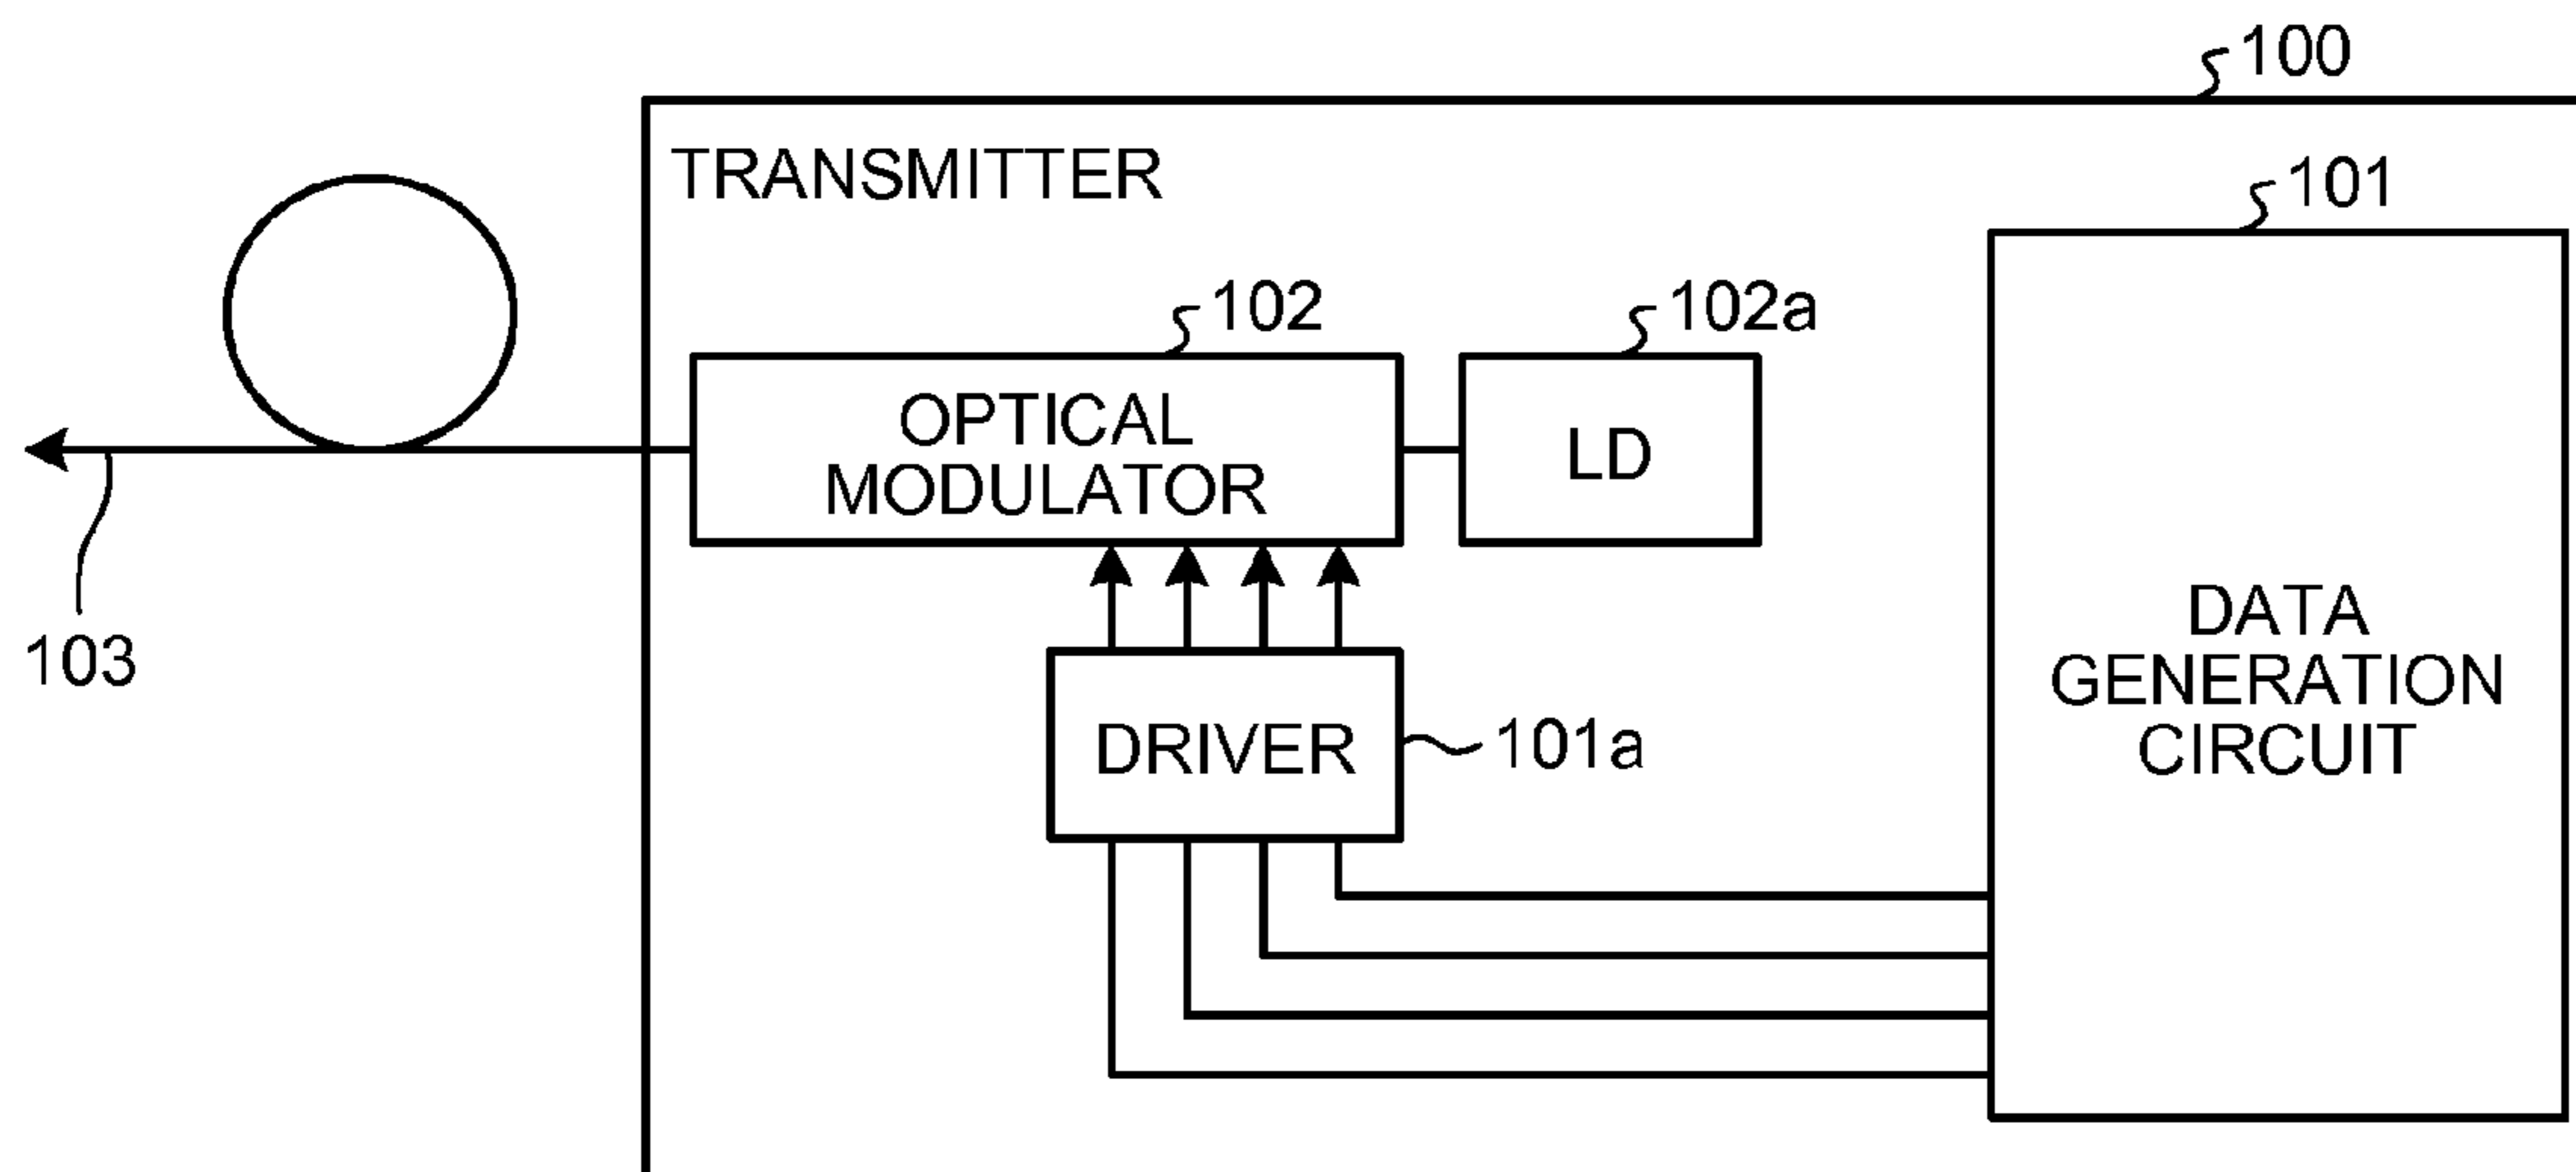 100
TRANSMITTER
101
102
102a
OPTICAL
MODULATOR
LD
DATA
GENERATION
CIRCUIT
103
DRIVER
101a